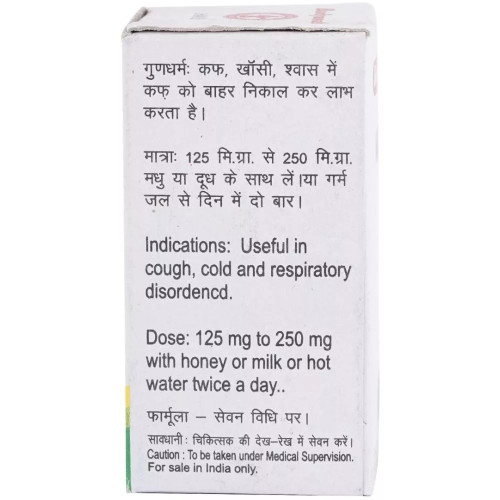 गुणधर्मः कफ, खॉसी, श्वास में
कफ् को बाहर निकाल कर लाभ
करता है।
मात्राः 125 मि.ग्रा. से 250 मि.ग्रा.
मधु या दूध के साथ लें।या गर्म
जल से दिन में दो बार।
Indications: Useful in
cough, cold and respiratory
disordencd.
Dose: 125 mg to 250 mg
with honey or milk or hot
water twice a day..
फार्मूला – सेवन विधि पर।
सावधानी : चिकित्सक की देख-रेख में सेवन करें।
Caution : To be taken under Medical Supervision.
For sale in India only.